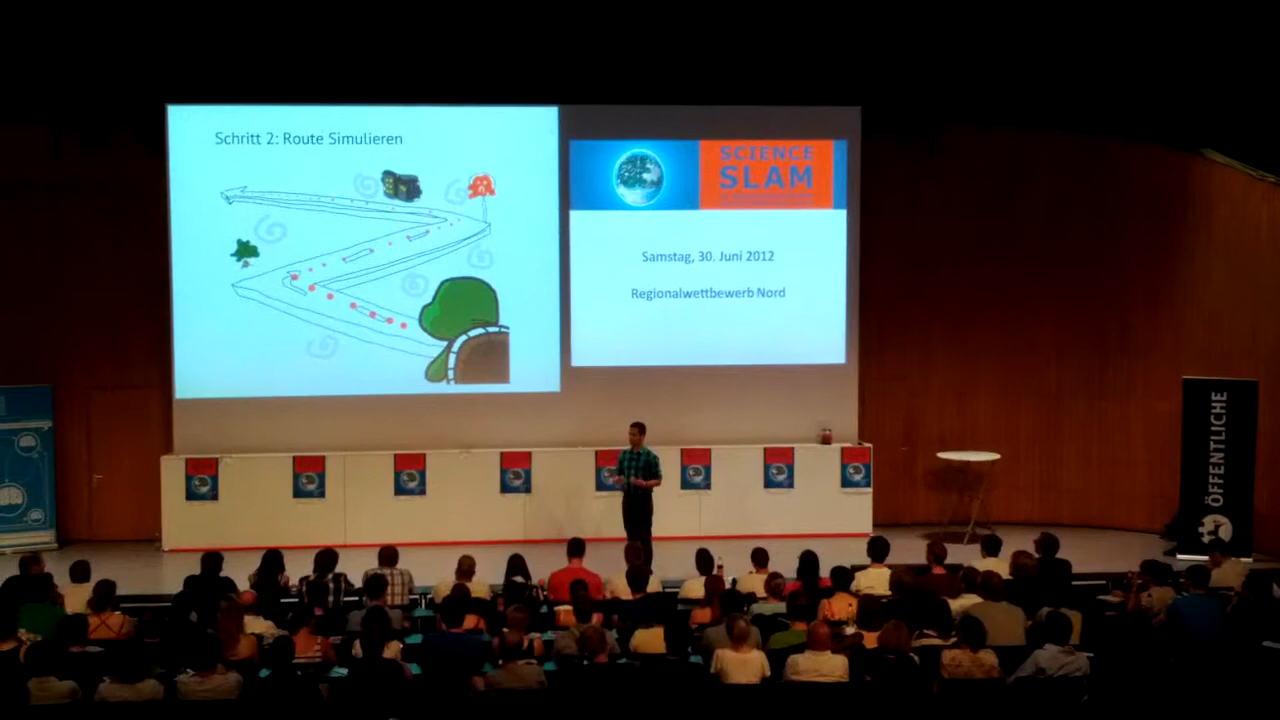 Schritt 2: Route Simulieren
SCIENCE
SLAM
Samstag, 30. Juni 2012
Regionalwettbewerb Nord
ÖFFENTLICHE